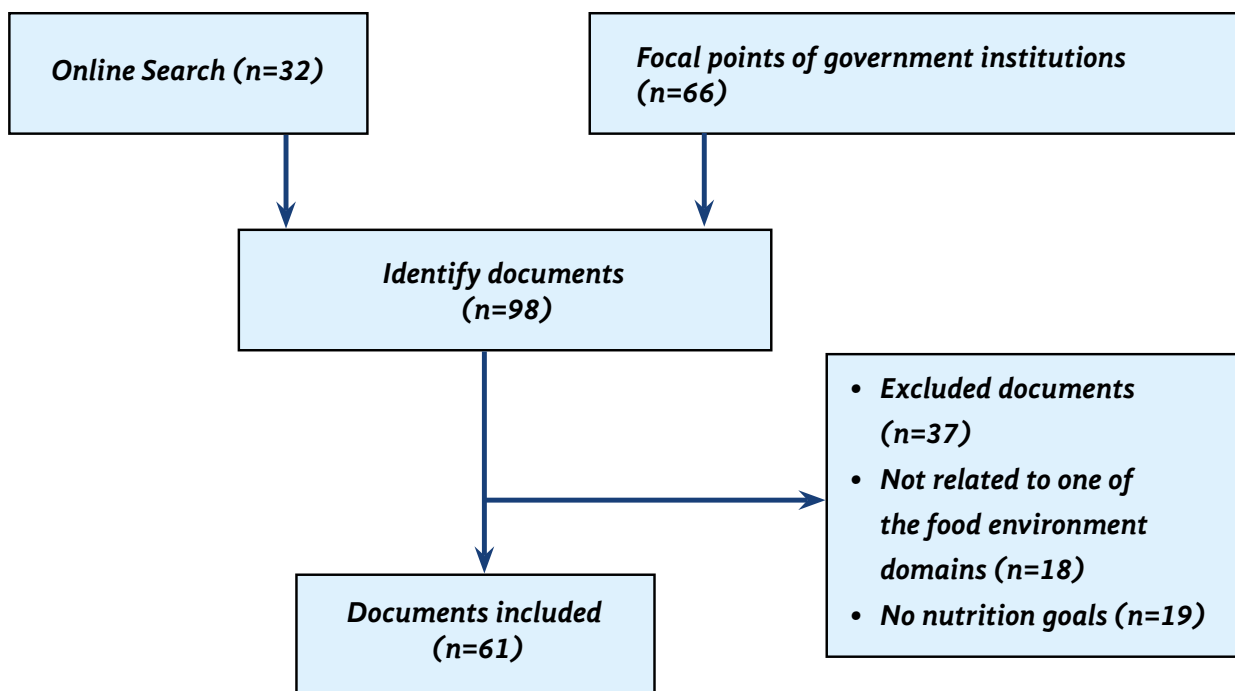 Online Search (n=32)
Focal points of government institutions
(n=66)
Identify documents
(n=98)
• Excluded documents
(n=37)
• Not related to one of
the food environment
domains (n=18)
• No nutrition goals (n=19)
Documents included
(n=61)